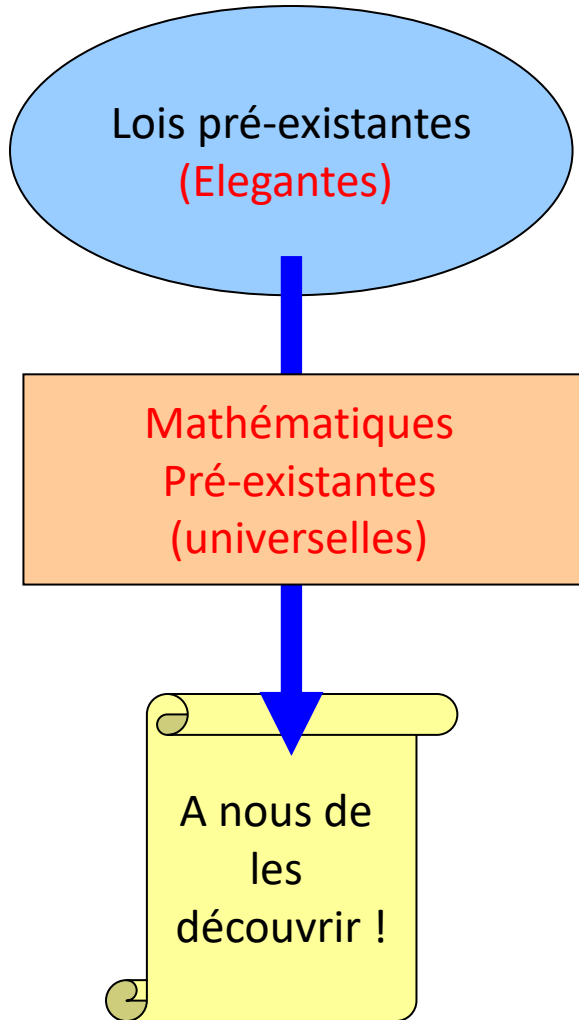 Lois pré-existantes
(Elegantes)
Mathématiques
Pré-existantes
(universelles)
A nous de
les
découvrir !